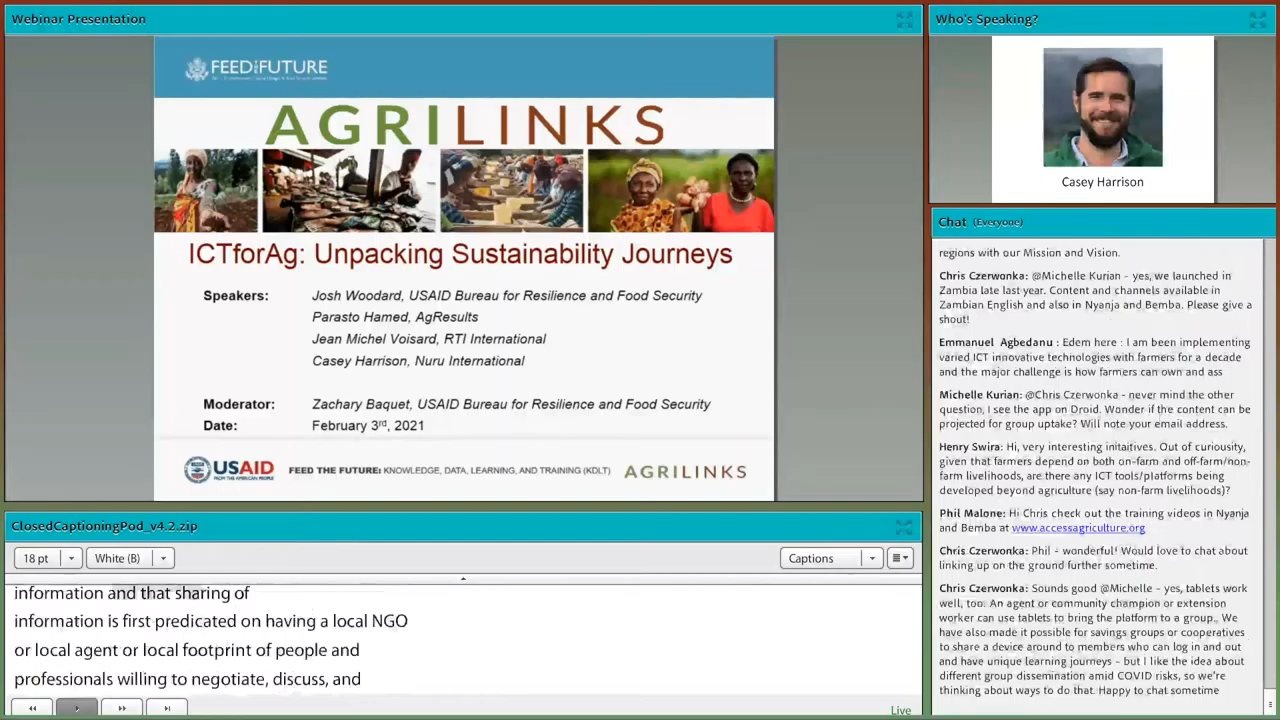 Webinar Presentation
FEED THE FUTURE
AGRILINKS
ICTforAg: Unpacking Sustainability Journeys
Speakers: Josh Woodard, USAID Bureau for Resilience and Food Security
Parasto Hamed, AgResults
Jean Michel Voisard, RTI International
Casey Harrison, Nuru International
Moderator: Zachary Baquet, USAID Bureau for Resilience and Food Security
Date: February 3rd, 2021
USAID
FROM THE AMERICAN PEOPLE
FEED THE FUTURE: KNOWLEDGE, DATA, LEARNING, AND TRAINING (KDLT)
AGRILINKS
ClosedCaptioningPod_v4.2.zip
18 pt White (B) Captions
information and that sharing of
information is first predicated on having a local NGO
or local agent or local footprint of people and
professionals willing to negotiate, discuss, and
Live
Who's Speaking?
Casey Harrison
Chat (Everyone)
regions with our Mission and Vision.
Chris Czerwonka: @Michelle Kurian - yes, we launched in
Zambia late last year. Content and channels available in
Zambian English and also in Nyanja and Bemba. Please give a
shout!
Emmanuel Agbedanu : Edem here : I am been implementing
varied ICT innovative technologies with farmers for a decade
and the major challenge is how farmers can own and ass
Michelle Kurian: @Chris Czerwonka - never mind the other
question, I see the app on Droid. Wonder if the content can be
projected for group uptake? Will note your email address.
Henry Swira: Hi, very interesting initaitives. Out of curiousity,
given that farmers depend on both on-farm and off-farm/non-
farm livelihoods, are there any ICT tools/platforms being
developed beyond agriculture (say non-farm livelihoods)?
Phil Malone: Hi Chris check out the training videos in Nyanja
and Bemba at www.accessagriculture.org
Chris Czerwonka: Phil - wonderful! Would love to chat about
linking up on the ground further sometime.
Chris Czerwonka: Sounds good @Michelle - yes, tablets work
well, too. An agent or community champion or extension
worker can use tablets to bring the platform to a group. We
have also made it possible for savings groups or cooperatives
to share a device around to members who can log in and out
and have unique learning journeys - but I like the idea about
different group dissemination amid COVID risks, so we're
thinking about ways to do that. Happy to chat sometime